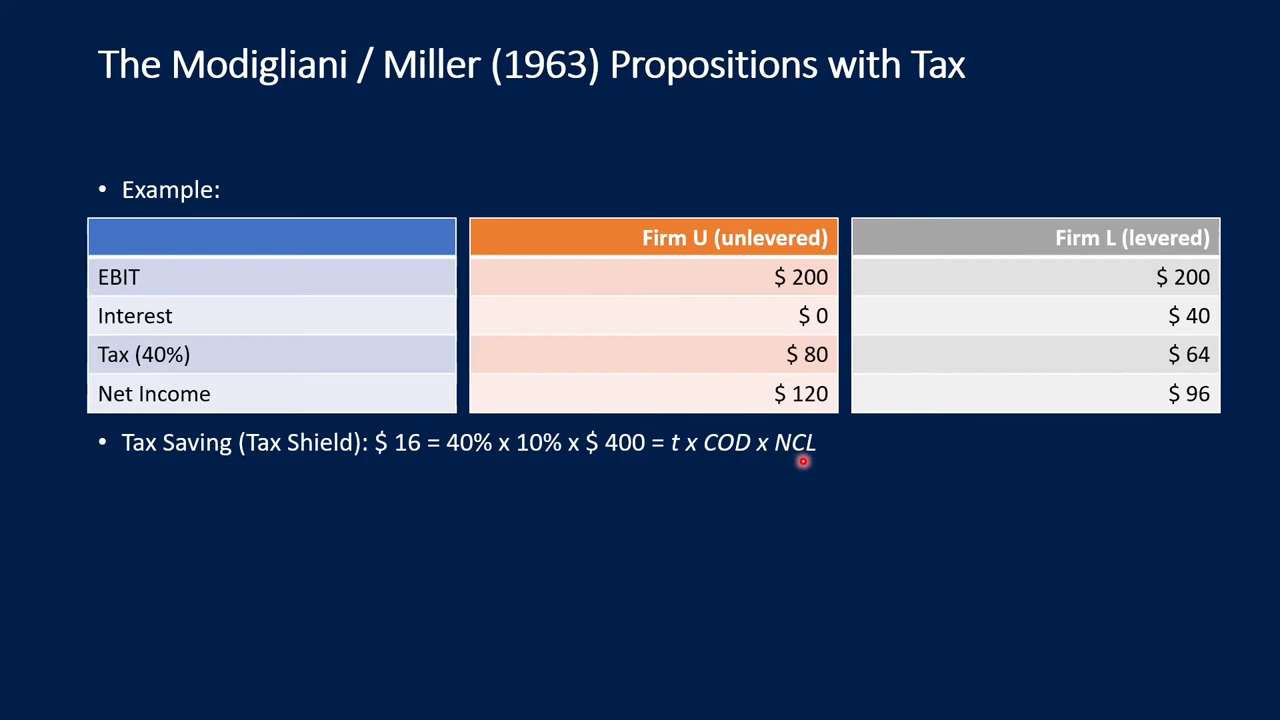 The Modigliani / Miller (1963) Propositions with Tax
• Example:
Firm U (unlevered) Firm L (levered)
EBIT $ 200 $ 200
Interest $ 0 $ 40
Tax (40%) $ 80 $ 64
Net Income $ 120 $ 96
• Tax Saving (Tax Shield): $ 16 = 40% x 10% x $ 400 = t x COD x NCL